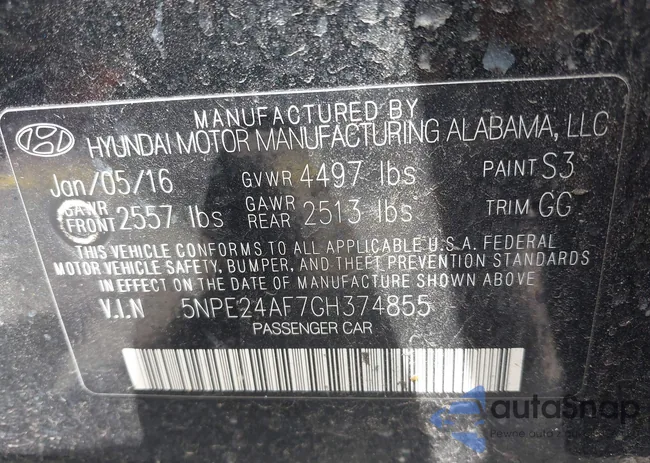 MANUFACTURED BY
HYUNDAI MOTOR MANUFACTURING ALABAMA, LLC
Jan/05/16 GVWR 4497 lbs PAINT S3
GAWR FRONT 2557 lbs GAWR REAR 2513 lbs TRIM GG
THIS VEHICLE CONFORMS TO ALL APPLICABLE U.S.A. FEDERAL
MOTOR VEHICLE SAFETY, BUMPER, AND THEFT PREVENTION STANDARDS
IN EFFECT ON THE DATE OF MANUFACTURE SHOWN ABOVE
V.I.N 5NPE24AF7GH374855
PASSENGER CAR
autoSnap
Pewne auto